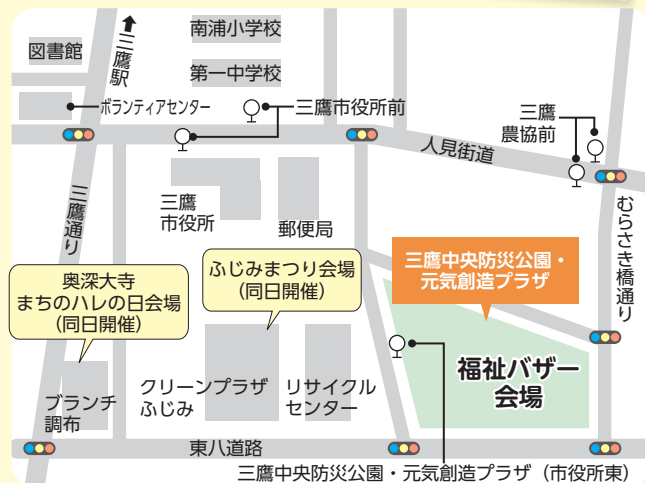 南浦小学校
図書館
三鷹駅
第一中学校
ボランティアセンター
三鷹市役所前
三鷹
農協前
人見街道
三鷹
市役所
郵便局
三鷹通り
むらさき橋通り
奥深大寺
まちのハレの日会場
(同日開催)
ふじみまつり会場
(同日開催)
三鷹中央防災公園・
元気創造プラザ
福祉バザー
会場
クリーンプラザ
ふじみ
リサイクル
センター
ブランチ
調布
東八道路
三鷹中央防災公園・元気創造プラザ（市役所東）